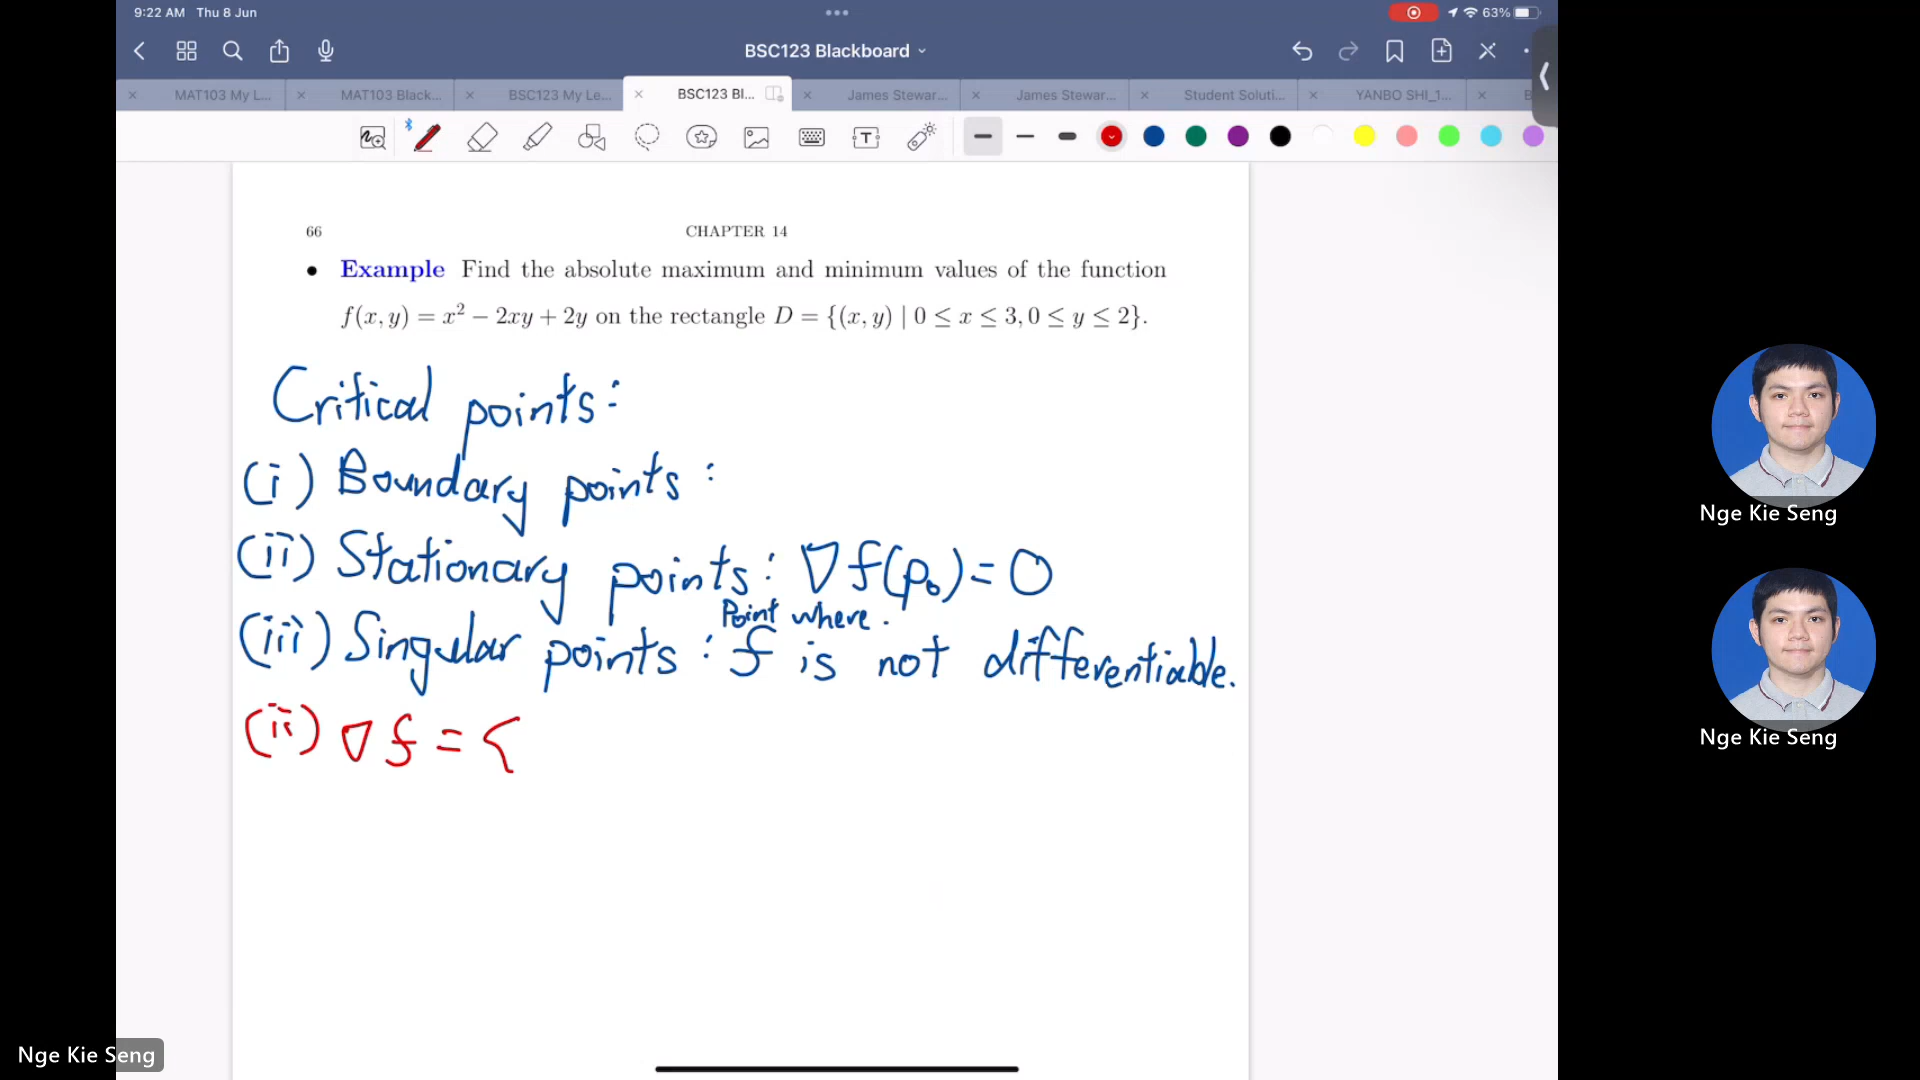 9:22 AM Thu 8 Jun
63%
BSC123 Blackboard
MAT103 My L...
MAT103 Black...
BSC123 My Le...
BSC123 Bl...
James Stewar...
James Stewar...
Student Soluti...
YANBO SHI_1...
B
T
66 CHAPTER 14
• Example Find the absolute maximum and minimum values of the function
f(x, y) = x² − 2xy + 2y on the rectangle D = {(x, y) | 0 ≤ x ≤ 3, 0 ≤ y ≤ 2}.
Critical points:
(i) Boundary points:
(ii) Stationary points: ∇f(p₀) = 0
Point where.
(iii) Singular points: f is not differentiable.
(ii) ∇f = <
Nge Kie Seng
Nge Kie Seng
Nge Kie Seng